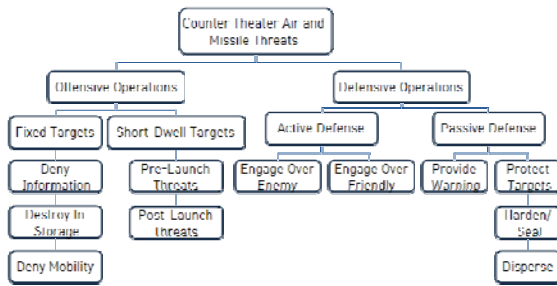 Counter Theater Air and
Missile Threats
Offensive Operations
Defensive Operations
Fixed Targets
Short-Dwell Targets
Active Defense
Passive Defense
Deny
Information
Pre-Launch
Threats
Engage Over
Enemy
Engage Over
Friendly
Provide
Warning
Protect
Targets
Destroy In
Storage
Post Launch
Threats
Harden/
Seal
Deny Mobility
Disperse